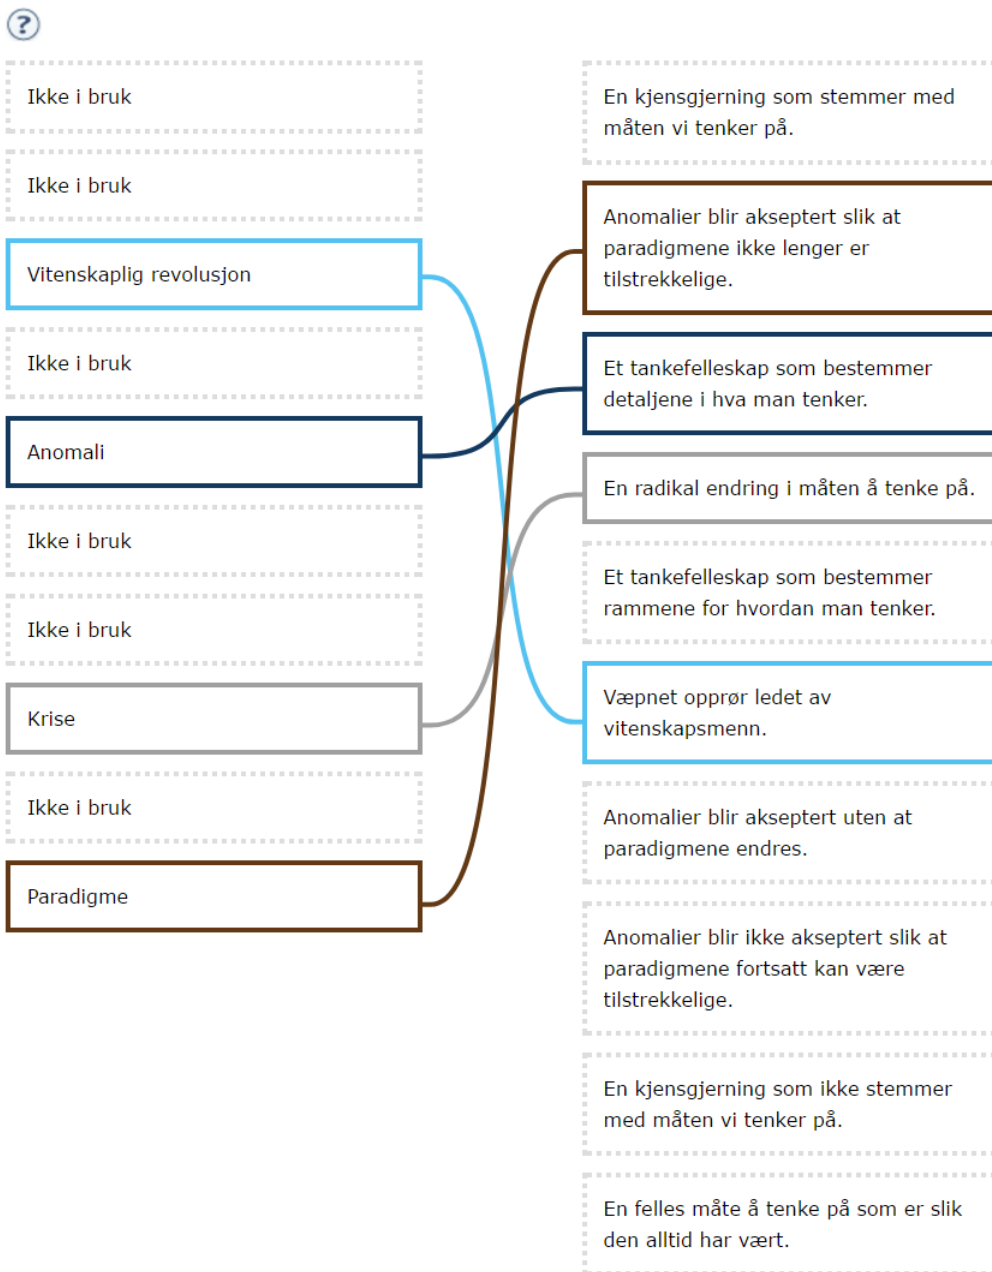 ?
Ikke i bruk
Ikke i bruk
Vitenskaplig revolusjon
Ikke i bruk
Anomali
Ikke i bruk
Ikke i bruk
Krise
Ikke i bruk
Paradigme
En kjensgjerning som stemmer med
måten vi tenker på.
Anomalier blir akseptert slik at
paradigmene ikke lenger er
tilstrekkelige.
Et tankefelleskap som bestemmer
detaljene i hva man tenker.
En radikal endring i måten å tenke på.
Et tankefelleskap som bestemmer
rammene for hvordan man tenker.
Væpnet opprør ledet av
vitenskapsmenn.
Anomalier blir akseptert uten at
paradigmene endres.
Anomalier blir ikke akseptert slik at
paradigmene fortsatt kan være
tilstrekkelige.
En kjensgjerning som ikke stemmer
med måten vi tenker på.
En felles måte å tenke på som er slik
den alltid har vært.